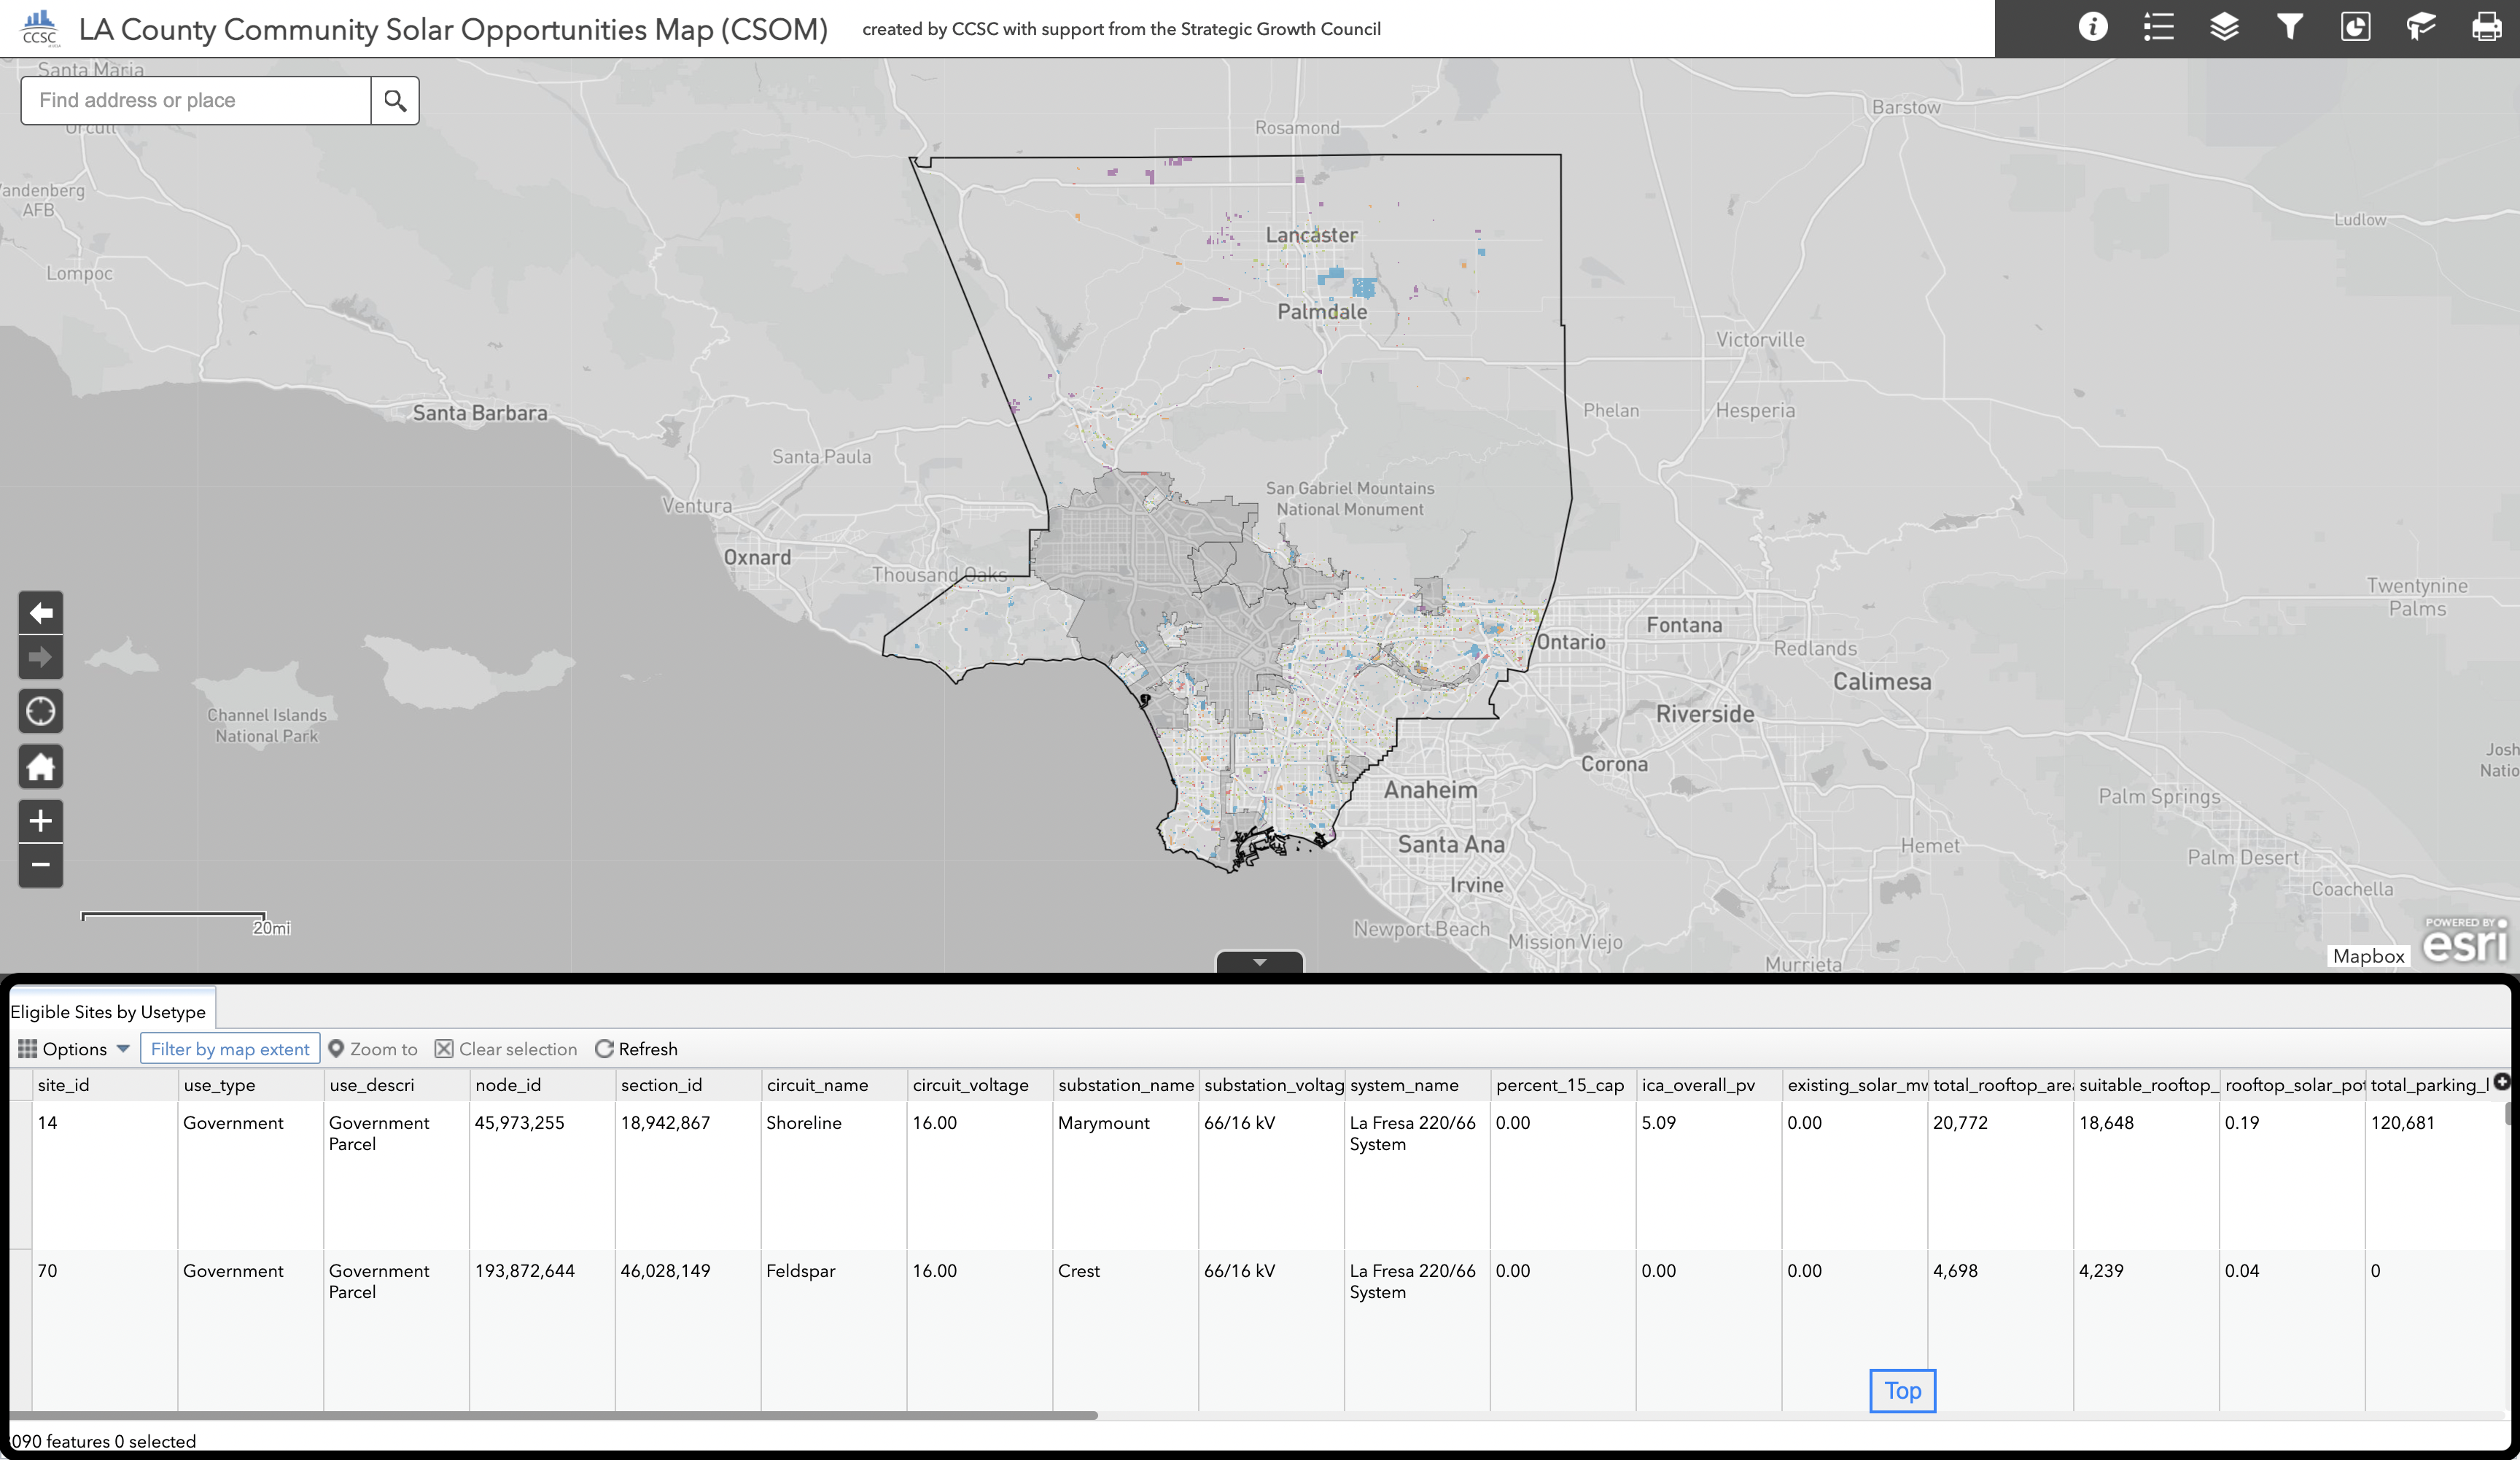 CCSC
LA County Community Solar Opportunities Map (CSOM)
created by CCSC with support from the Strategic Growth Council
Santa Maria
Find address or place
Orcutt
Rosamond
Barstow
andenberg
AFB
Ludlow
Lancaster
Lompoc
Palmdale
Victorville
Santa Barbara
Phelan
Hesperia
Santa Paula
San Gabriel Mountains
National Monument
Ventura
Oxnard
Thousand Oaks
Twentynine
Palms
Fontana
Ontario
Redlands
Calimesa
Channel Islands
National Park
Riverside
Josh
Natio
Corona
Anaheim
Palm Springs
Santa Ana
Hemet
Palm Desert
Irvine
Coachella
20mi
Newport Beach
Mission Viejo
POWERED BY
esri
Mapbox
Murrieta
Eligible Sites by Usetype
Options Filter by map extent Zoom to Clear selection Refresh
site_id use_type use_descri node_id section_id circuit_name circuit_voltage substation_name substation_voltag system_name percent_15_cap ica_overall_pv existing_solar_mw total_rooftop_area suitable_rooftop_ rooftop_solar_pot total_parking_l
14 Government Government 45,973,255 18,942,867 Shoreline 16.00 Marymount 66/16 kV La Fresa 220/66 0.00 5.09 0.00 20,772 18,648 0.19 120,681
Parcel System
70 Government Government 193,872,644 46,028,149 Feldspar 16.00 Crest 66/16 kV La Fresa 220/66 0.00 0.00 0.00 4,698 4,239 0.04 0
Parcel System
Top
090 features 0 selected